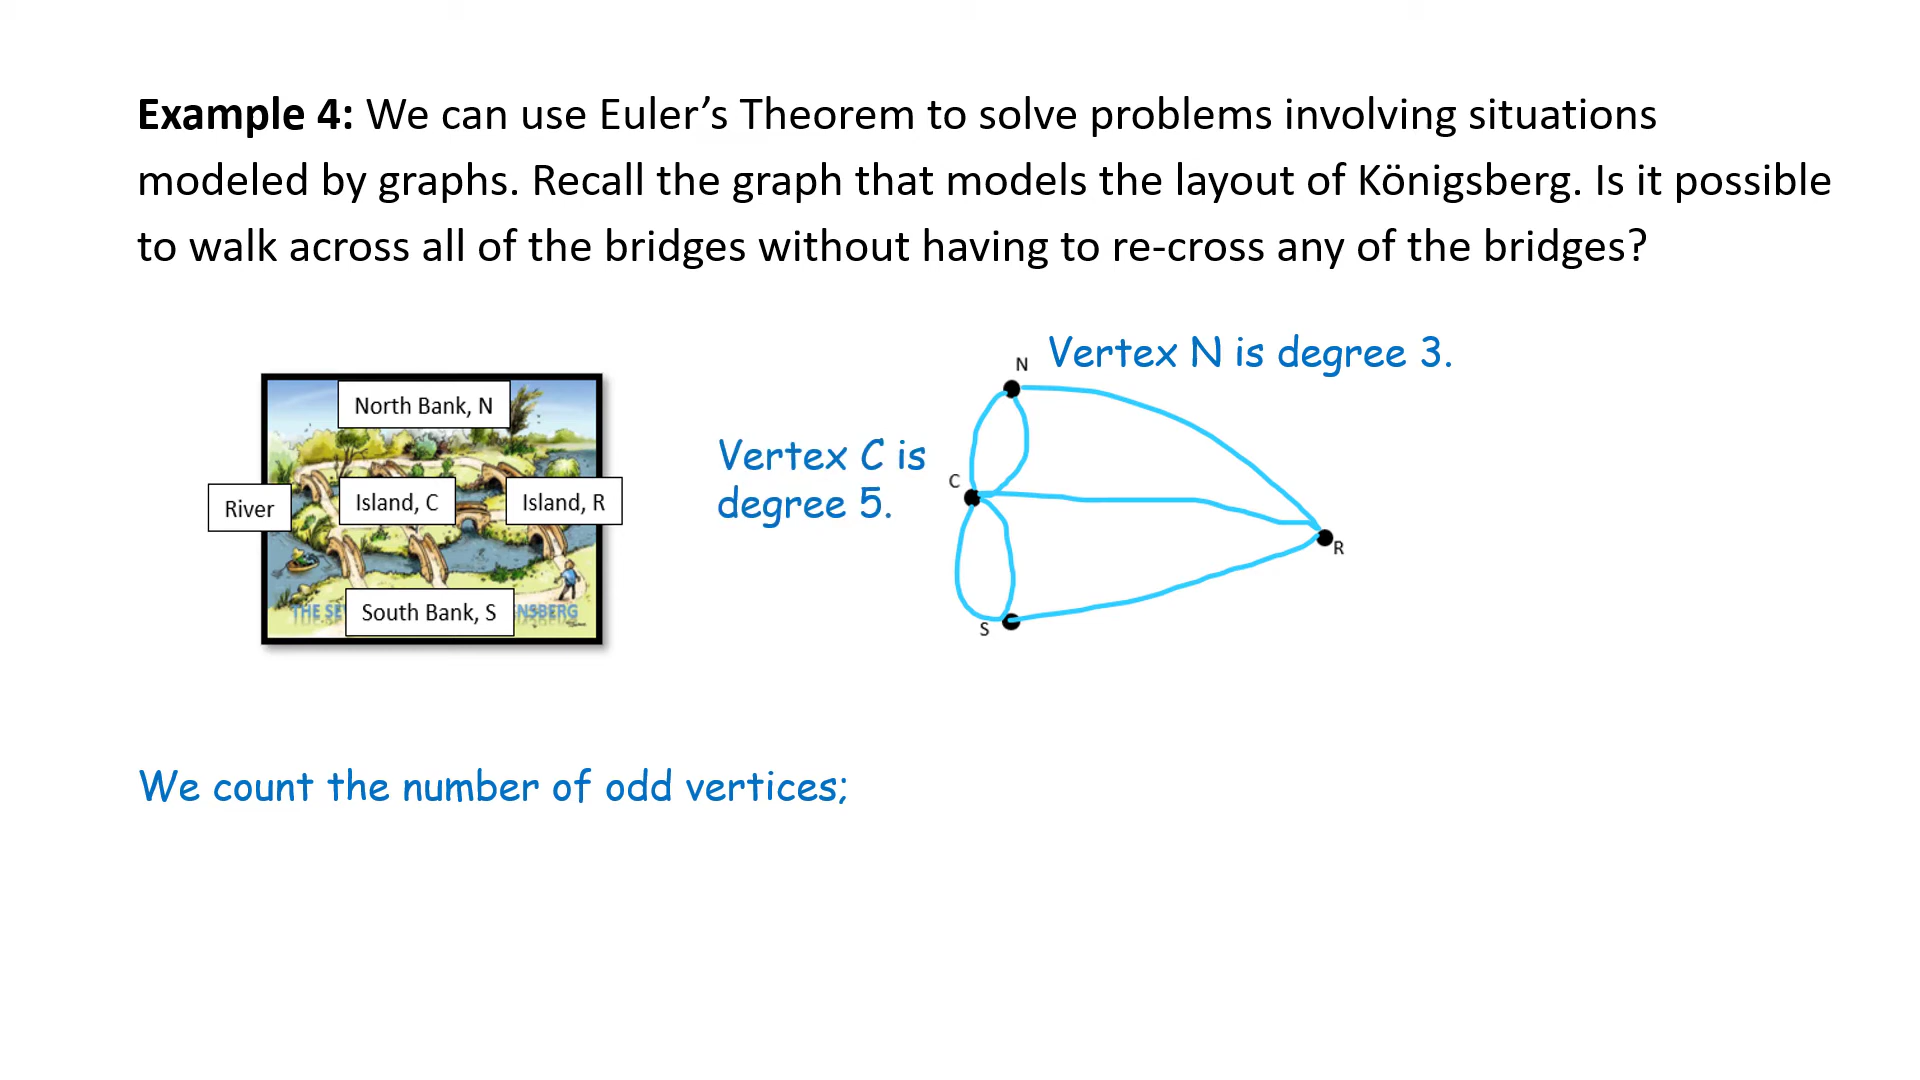 Example 4: We can use Euler’s Theorem to solve problems involving situations
modeled by graphs. Recall the graph that models the layout of Königsberg. Is it possible
to walk across all of the bridges without having to re-cross any of the bridges?
N
Vertex N is degree 3.
North Bank, N
Vertex C is
degree 5.
C
River
Island, C
Island, R
R
South Bank, S
S
We count the number of odd vertices;